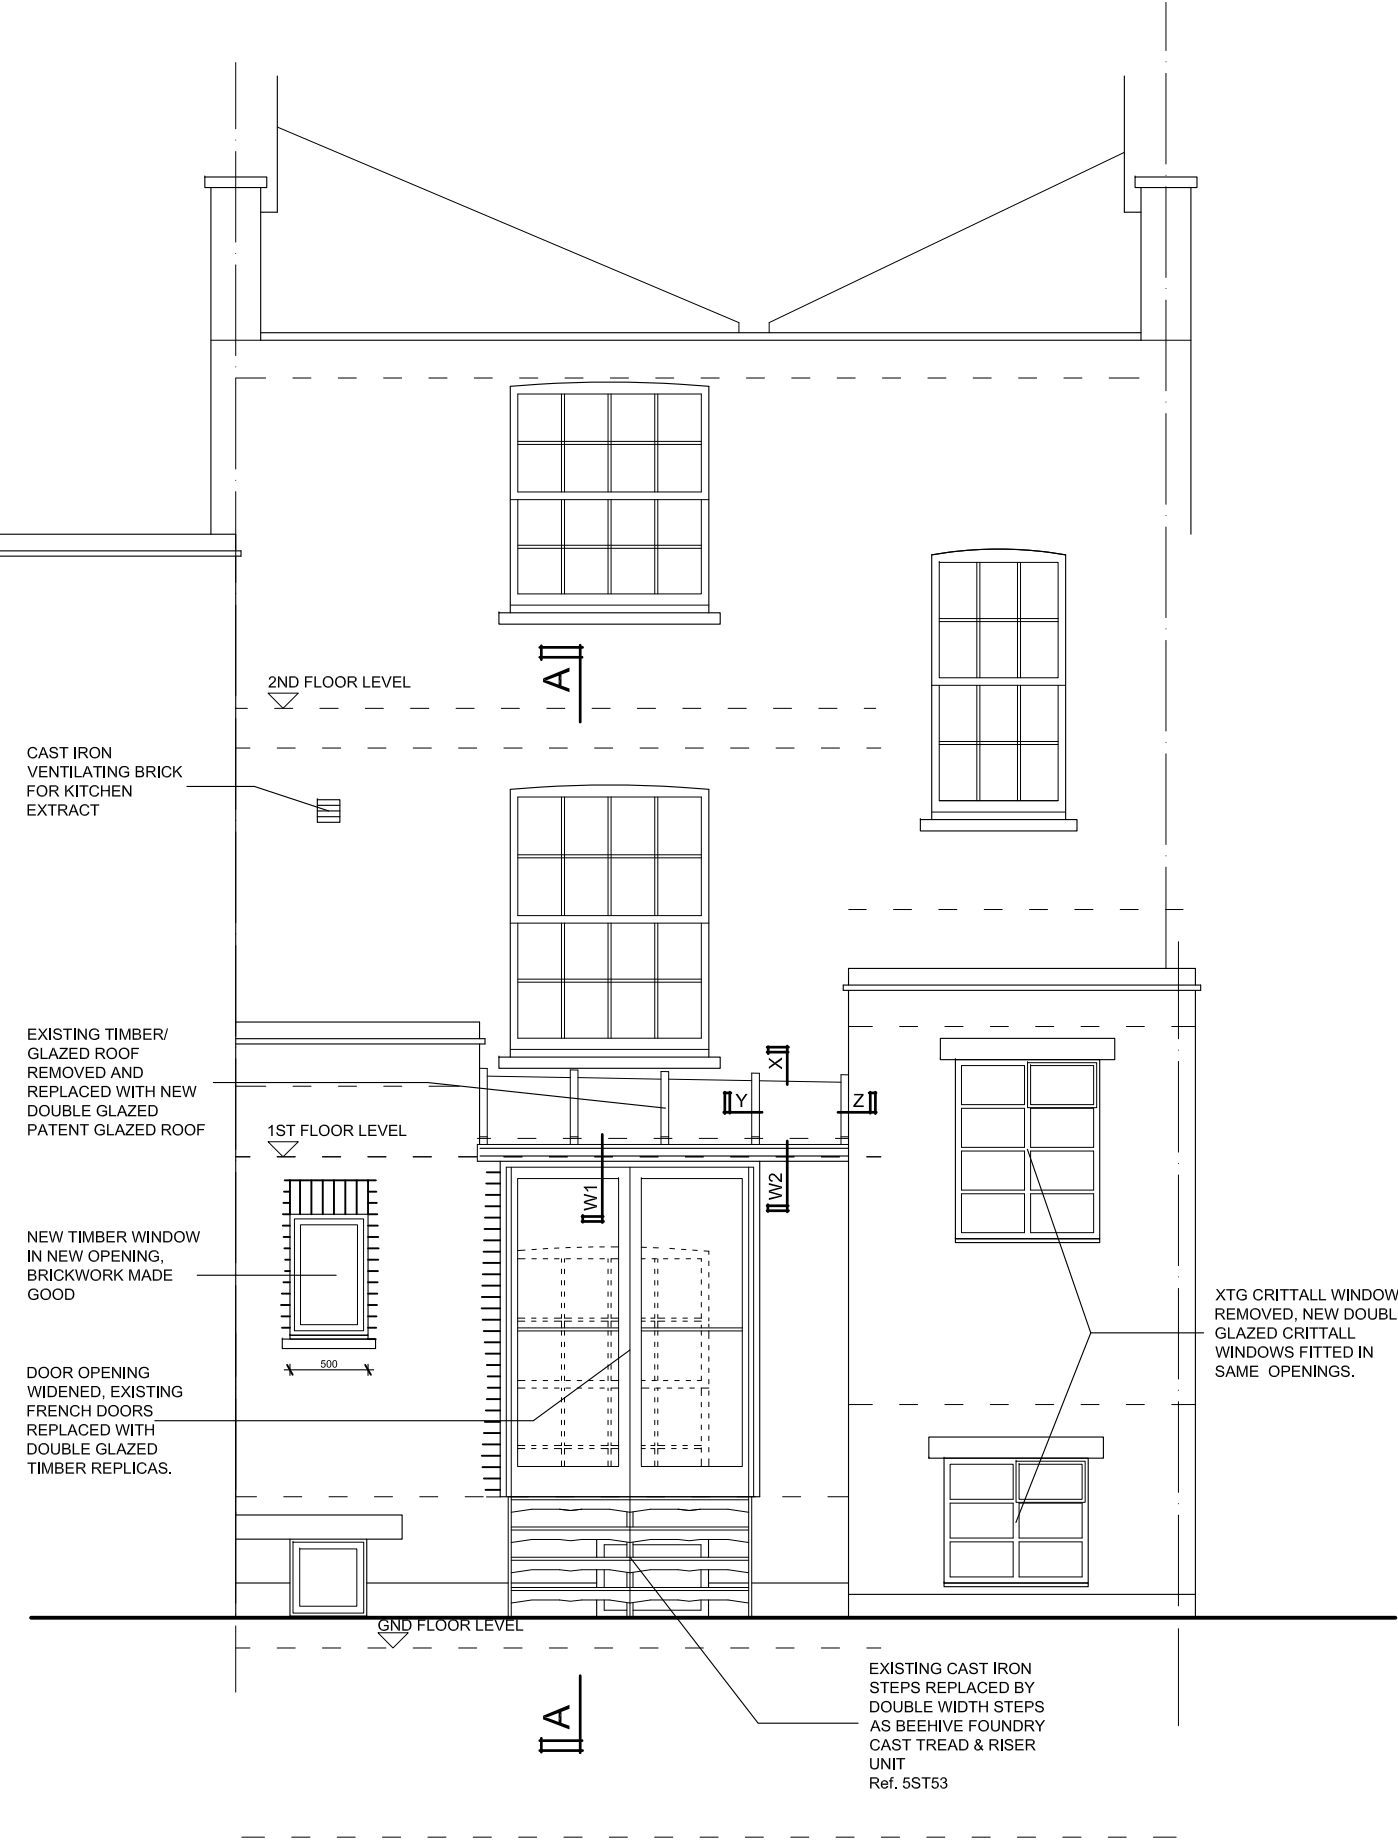 A
2ND FLOOR LEVEL
CAST IRON
VENTILATING BRICK
FOR KITCHEN
EXTRACT
EXISTING TIMBER/
GLAZED ROOF
REMOVED AND
REPLACED WITH NEW
DOUBLE GLAZED
PATENT GLAZED ROOF
X
Y
Z
1ST FLOOR LEVEL
W1
W2
NEW TIMBER WINDOW
IN NEW OPENING,
BRICKWORK MADE
GOOD
500
XTG CRITTALL WINDOW
REMOVED, NEW DOUBL
GLAZED CRITTALL
WINDOWS FITTED IN
SAME OPENINGS.
DOOR OPENING
WIDENED, EXISTING
FRENCH DOORS
REPLACED WITH
DOUBLE GLAZED
TIMBER REPLICAS.
GND FLOOR LEVEL
A
EXISTING CAST IRON
STEPS REPLACED BY
DOUBLE WIDTH STEPS
AS BEEHIVE FOUNDRY
CAST TREAD & RISER
UNIT
Ref. 5ST53